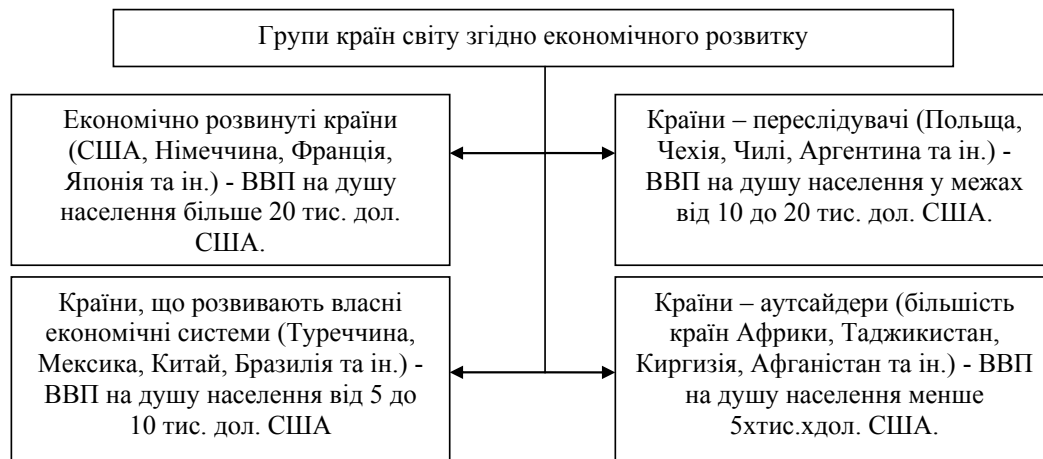 Групи країн світу згідно економічного розвитку
Економічно розвинуті країни
(США, Німеччина, Франція,
Японія та ін.) - ВВП на душу
населення більше 20 тис. дол.
США.
Країни – переслідувачі (Польща,
Чехія, Чилі, Аргентина та ін.) -
ВВП на душу населення у межах
від 10 до 20 тис. дол. США.
Країни, що розвивають власні
економічні системи (Туреччина,
Мексика, Китай, Бразилія та ін.) -
ВВП на душу населення від 5 до
10 тис. дол. США
Країни – аутсайдери (більшість
країн Африки, Таджикистан,
Киргизія, Афганістан та ін.) - ВВП
на душу населення менше
5хтис.хдол. США.